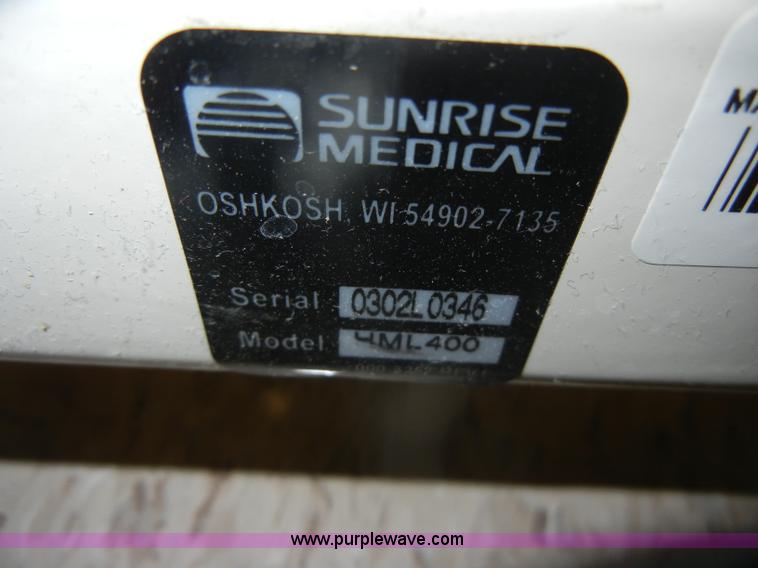 SUNRISE
MEDICAL
OSHKOSH WI 54902-7135
Serial 0302L0346
Model HML400
www.purplewave.com